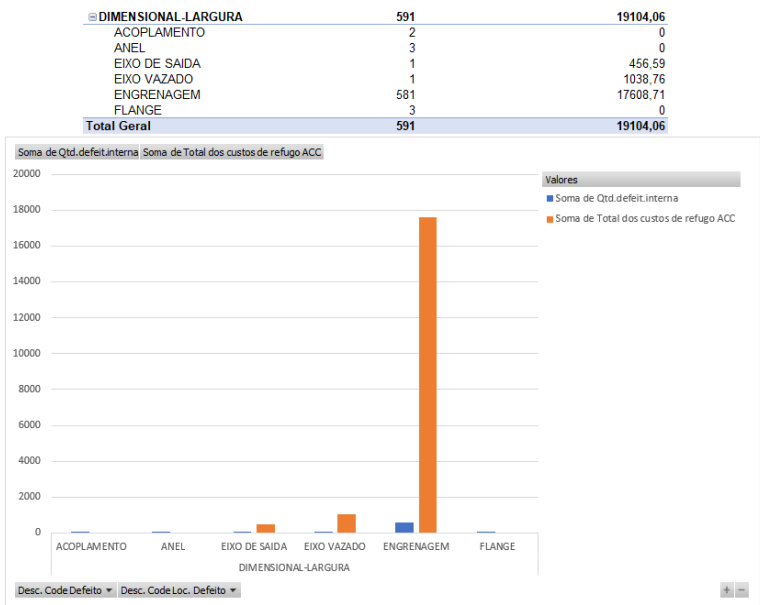 DIMENSIONAL-LARGURA 591 19104,06
ACOPLAMENTO 2 0
ANEL 3 0
EIXO DE SAIDA 1 456,59
EIXO VAZADO 1 1038,76
ENGRENAGEM 581 17608,71
FLANGE 3 0
Total Geral 591 19104,06
Soma de Qtd.defeit.interna Soma de Total dos custos de refugo ACC
20000
18000
16000
14000
12000
10000
8000
6000
4000
2000
0
Valores
Soma de Qtd.defeit.interna
Soma de Total dos custos de refugo ACC
ACOPLAMENTO ANEL EIXO DE SAIDA EIXO VAZADO ENGRENAGEM FLANGE
DIMENSIONAL-LARGURA
Desc. Code Defeito Desc. Code Loc. Defeito
+ -